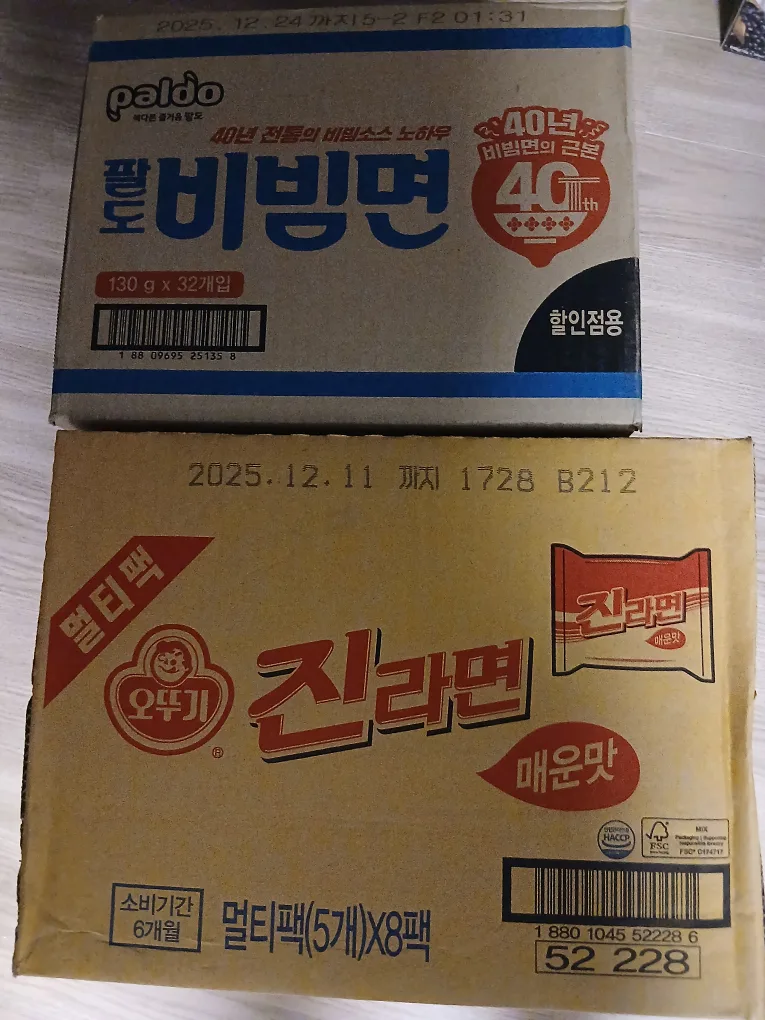 2025. 12. 24 까지 5-2 F2 01:31
paldo
40년 전통의 비빔소스 노하우
팔도 비빔면
40년
비빔면의 근본
40th
130 g x 32개입
1 88 09695 25135 8
할인점용
2025.12.11 까지 1728 B212
멀티팩
오뚜기
진라면
매운맛
진라면
매운맛
HACCP
FSC
MIX
소비기간
6개월
멀티팩(5개)X8팩
1 880 1045 52228 6
52 228